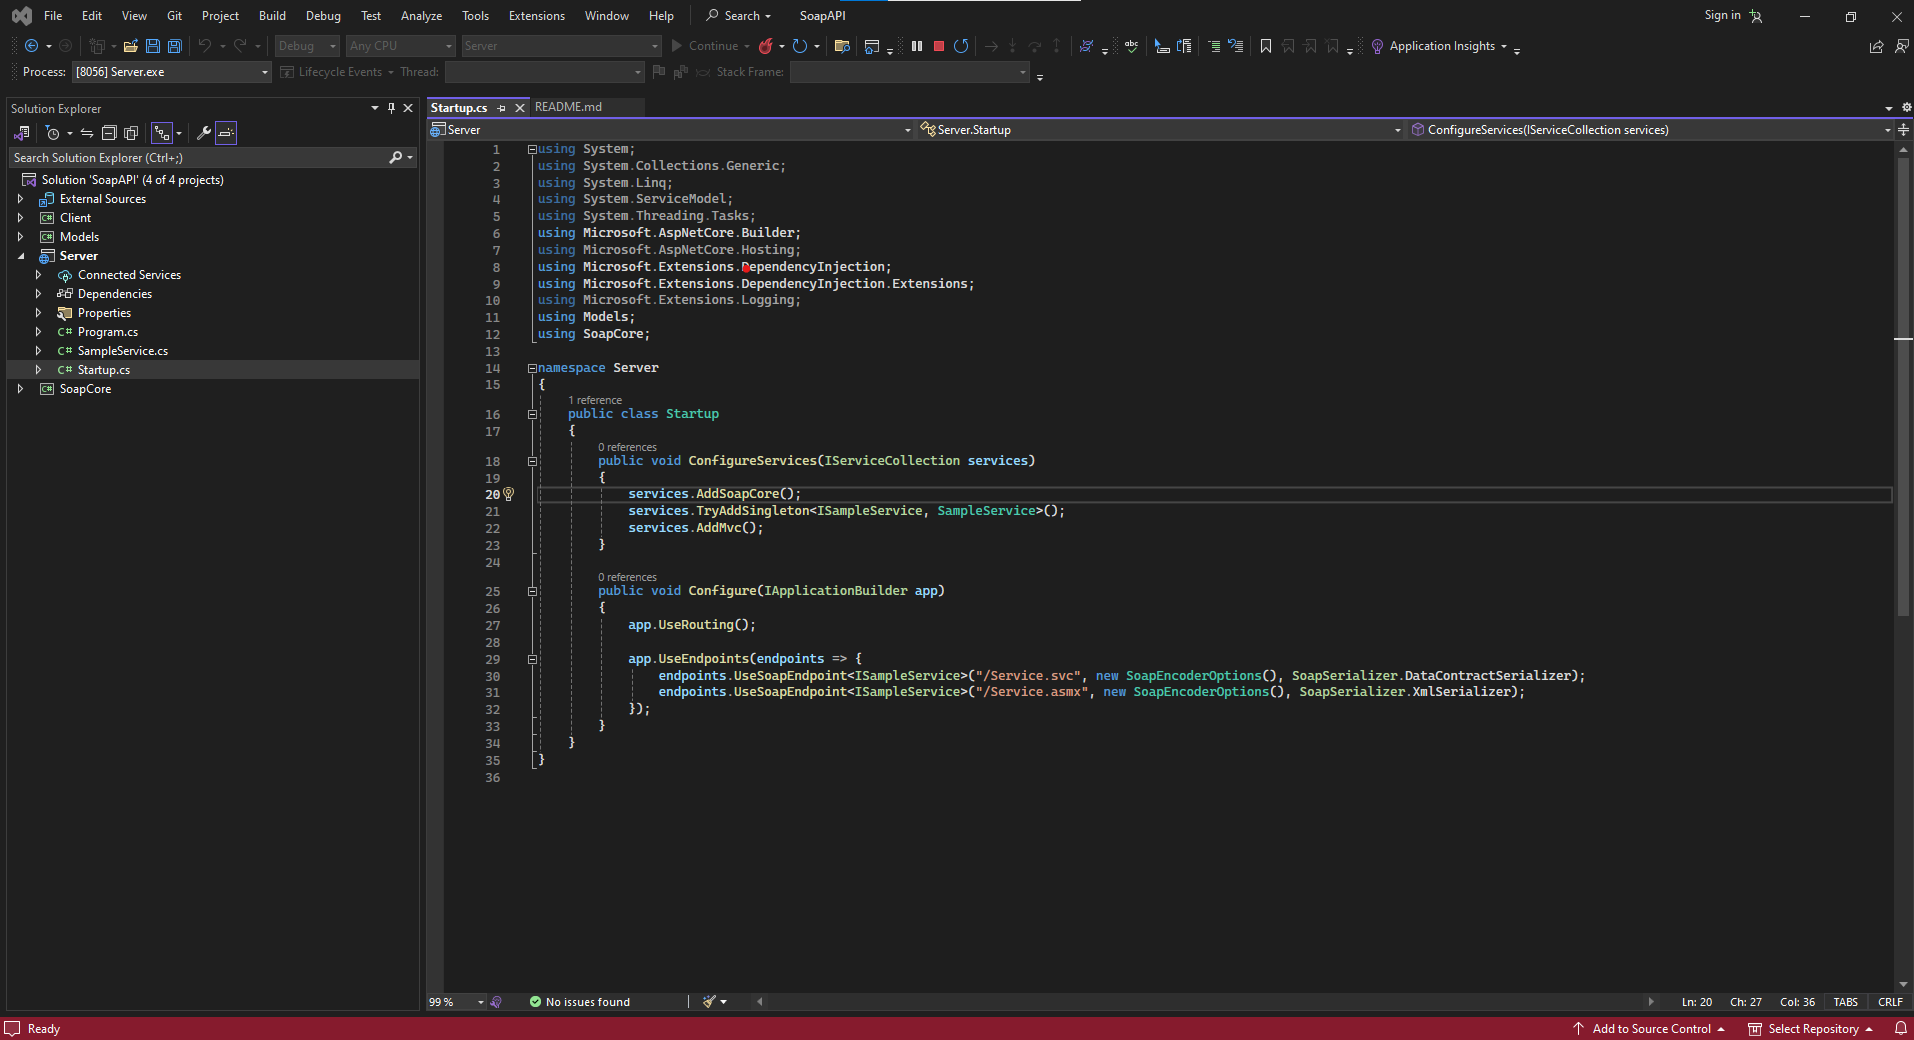 File Edit View Git Project Build Debug Test Analyze Tools Extensions Window Help Search SoapAPI Sign in
Debug Any CPU Server Continue Application Insights
Process: [8056] Server.exe Lifecycle Events Thread: Stack Frame:
Solution Explorer
Search Solution Explorer (Ctrl+;)
Solution 'SoapAPI' (4 of 4 projects)
External Sources
C# Client
C# Models
Server
Connected Services
Dependencies
Properties
C# Program.cs
C# SampleService.cs
C# Startup.cs
C# SoapCore
Startup.cs README.md
Server Server.Startup ConfigureServices(IServiceCollection services)
1 using System;
2 using System.Collections.Generic;
3 using System.Linq;
4 using System.ServiceModel;
5 using System.Threading.Tasks;
6 using Microsoft.AspNetCore.Builder;
7 using Microsoft.AspNetCore.Hosting;
8 using Microsoft.Extensions.DependencyInjection;
9 using Microsoft.Extensions.DependencyInjection.Extensions;
10 using Microsoft.Extensions.Logging;
11 using Models;
12 using SoapCore;
13
14 namespace Server
15 {
1 reference
16 public class Startup
17 {
0 references
18 public void ConfigureServices(IServiceCollection services)
19 {
20 services.AddSoapCore();
21 services.TryAddSingleton<ISampleService, SampleService>();
22 services.AddMvc();
23 }
24
0 references
25 public void Configure(IApplicationBuilder app)
26 {
27 app.UseRouting();
28
29 app.UseEndpoints(endpoints => {
30 endpoints.UseSoapEndpoint<ISampleService>("/Service.svc", new SoapEncoderOptions(), SoapSerializer.DataContractSerializer);
31 endpoints.UseSoapEndpoint<ISampleService>("/Service.asmx", new SoapEncoderOptions(), SoapSerializer.XmlSerializer);
32 });
33 }
34 }
35 }
36
99 % No issues found Ln: 20 Ch: 27 Col: 36 TABS CRLF
Ready Add to Source Control Select Repository